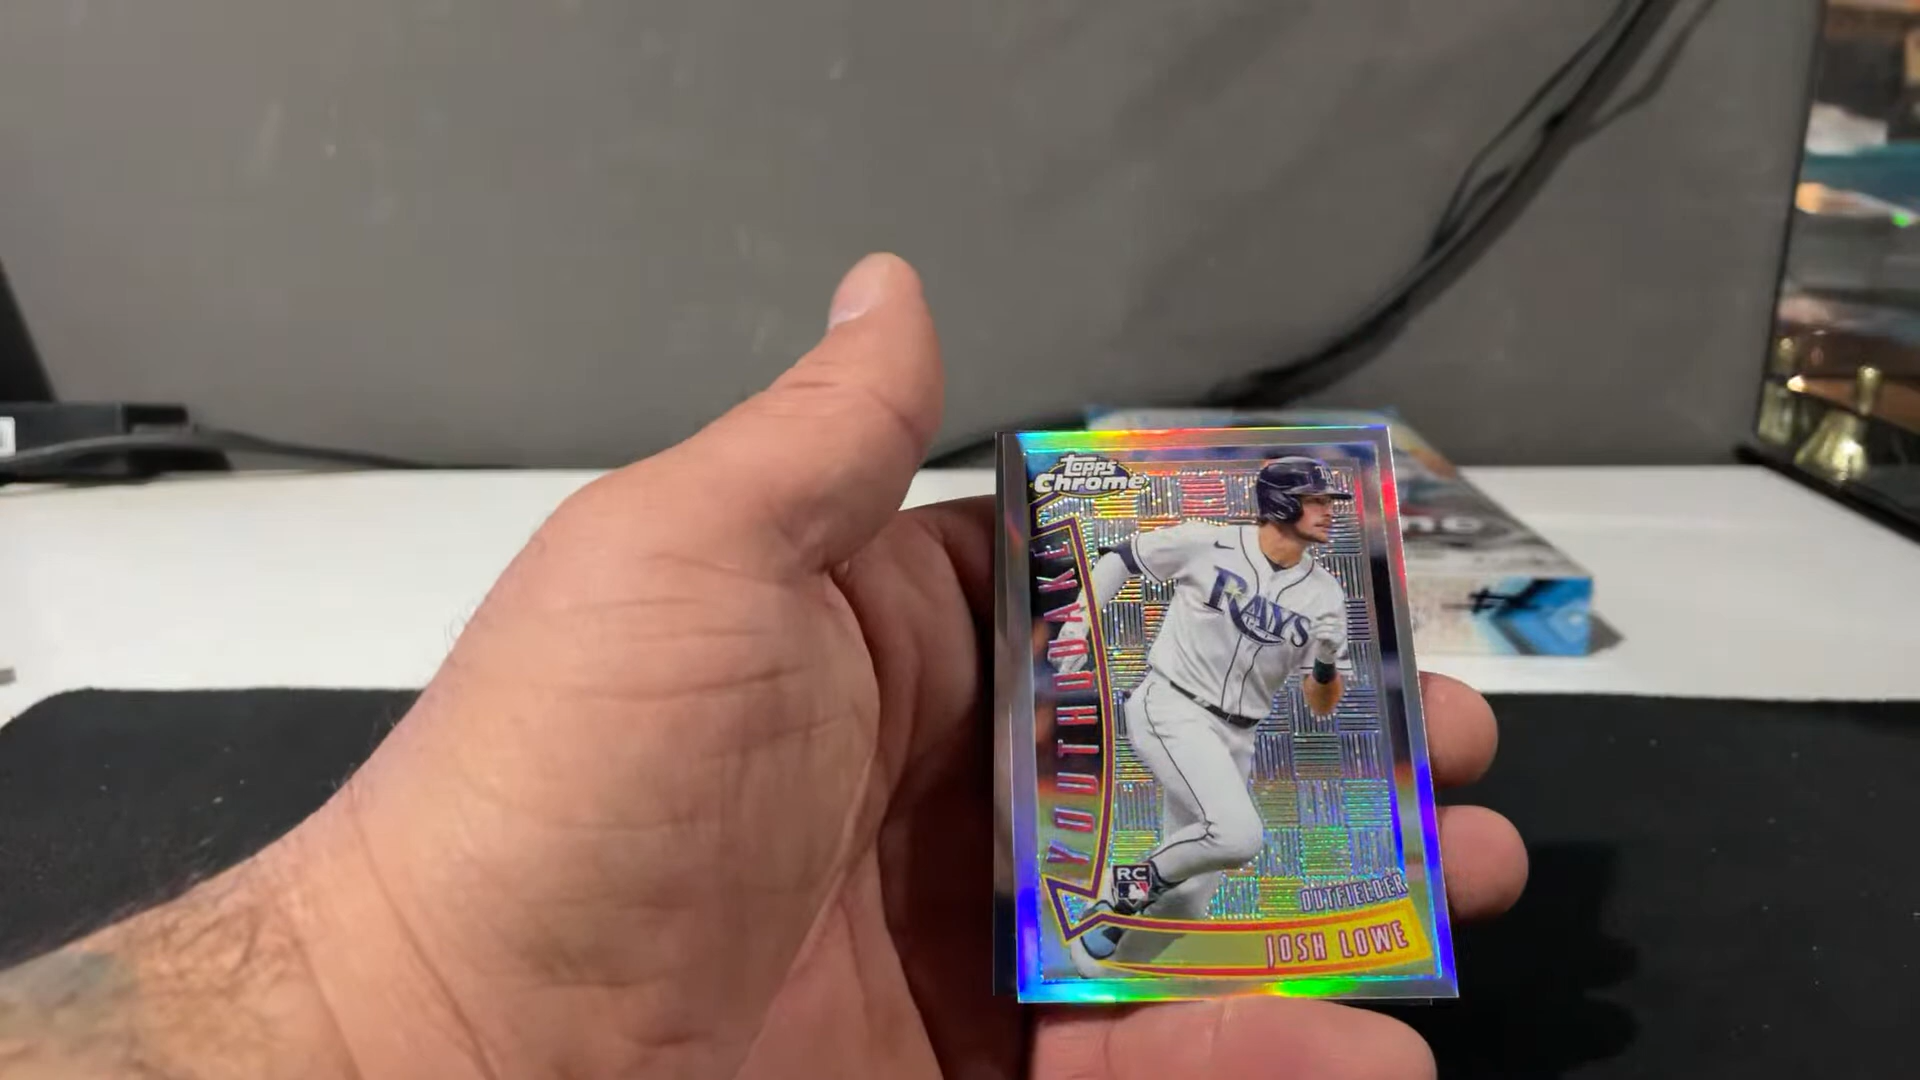 Topps
Chrome
YOUTHQUAKE
RAYS
RC
OUTFIELDER
JOSH LOWE